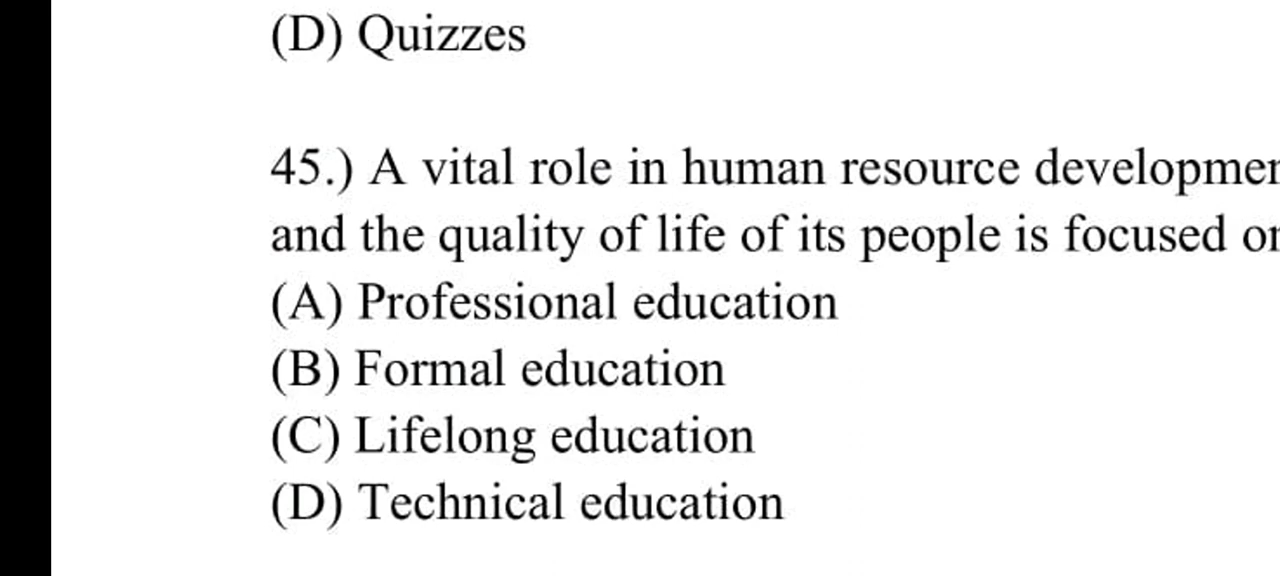 (D) Quizzes
45.) A vital role in human resource
and the quality of life of its people is focused
(A) Professional education
(B) Formal education
(C) Lifelong education
(D) Technical education